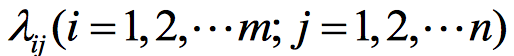 λij(i = 1,2,⋯m; j = 1,2,⋯n)